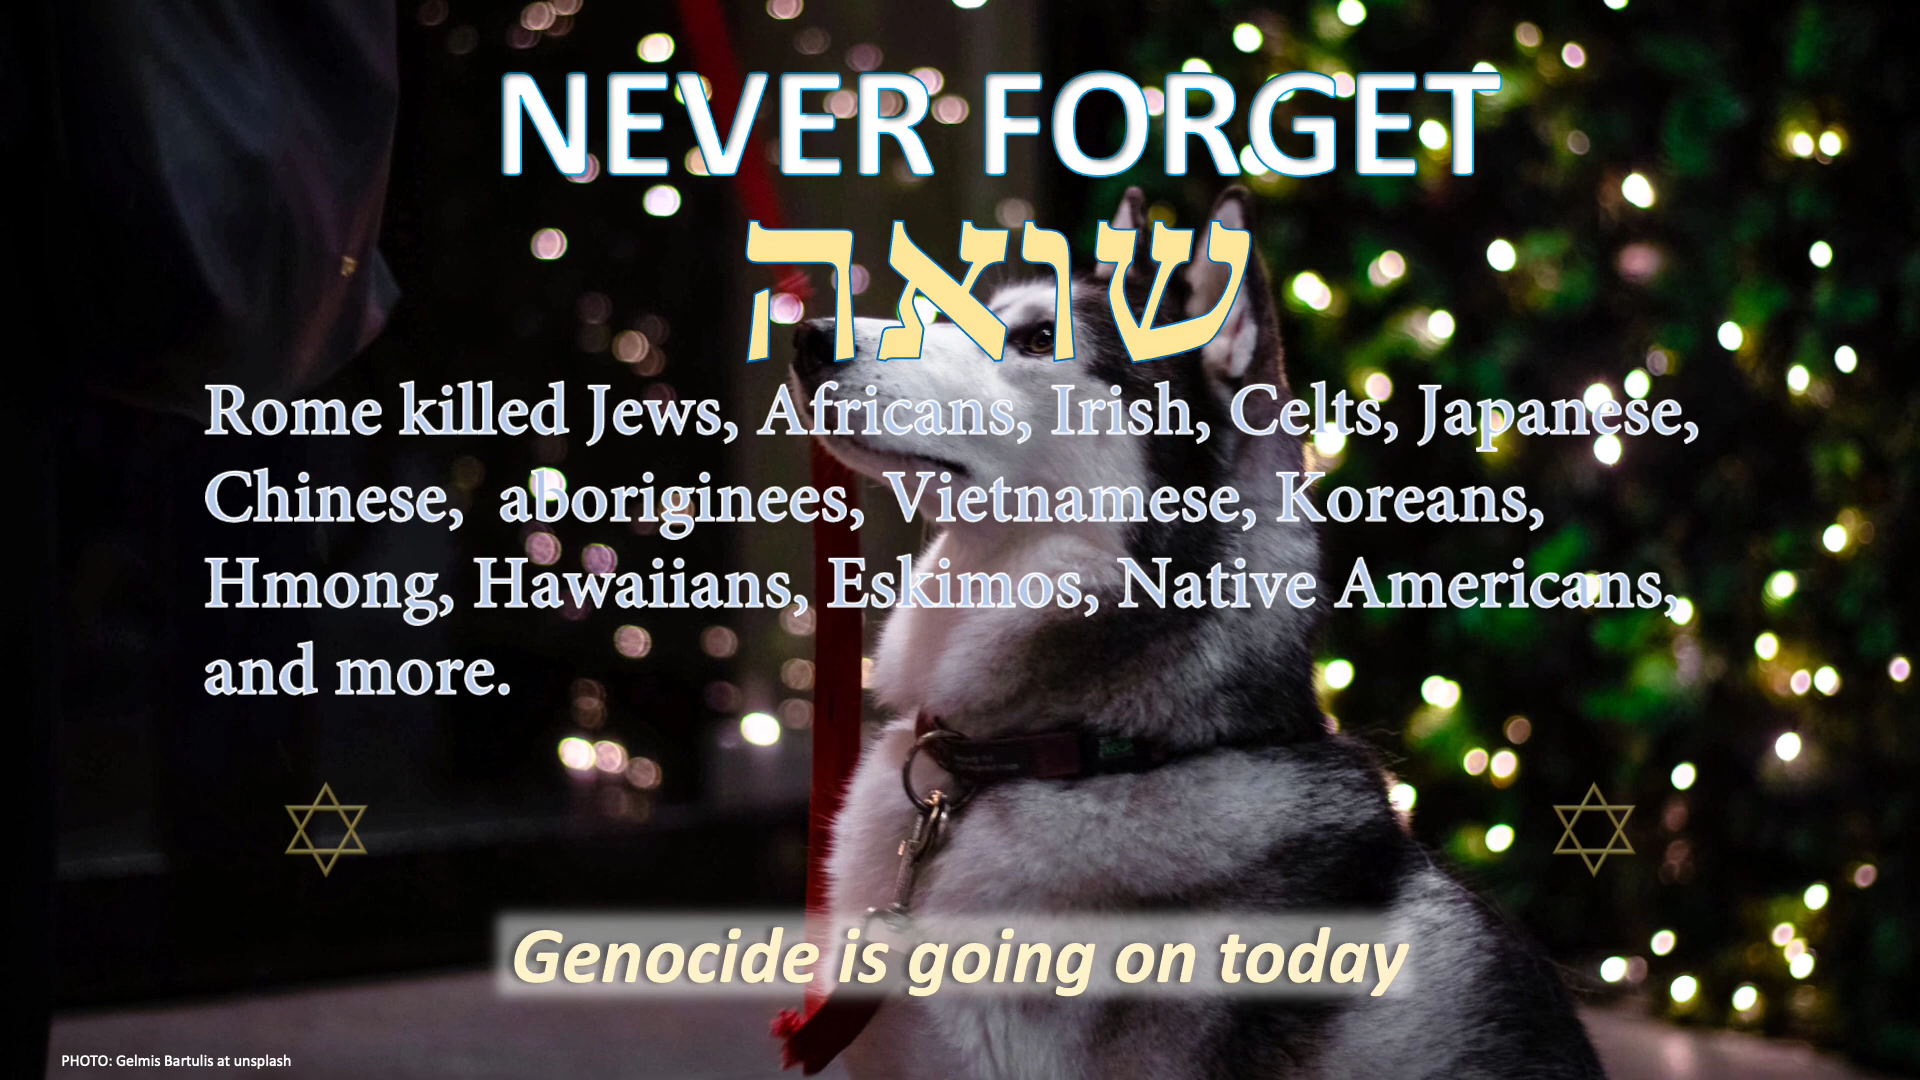 NEVER FORGET
שואה
Rome killed Jews, Africans, Irish, Celts, Japanese,
Chinese,  aboriginees, Vietnamese, Koreans,
Hmong, Hawaiians, Eskimos, Native Americans,
and more.
Genocide is going on today
PHOTO: Gelmis Bartulis at unsplash